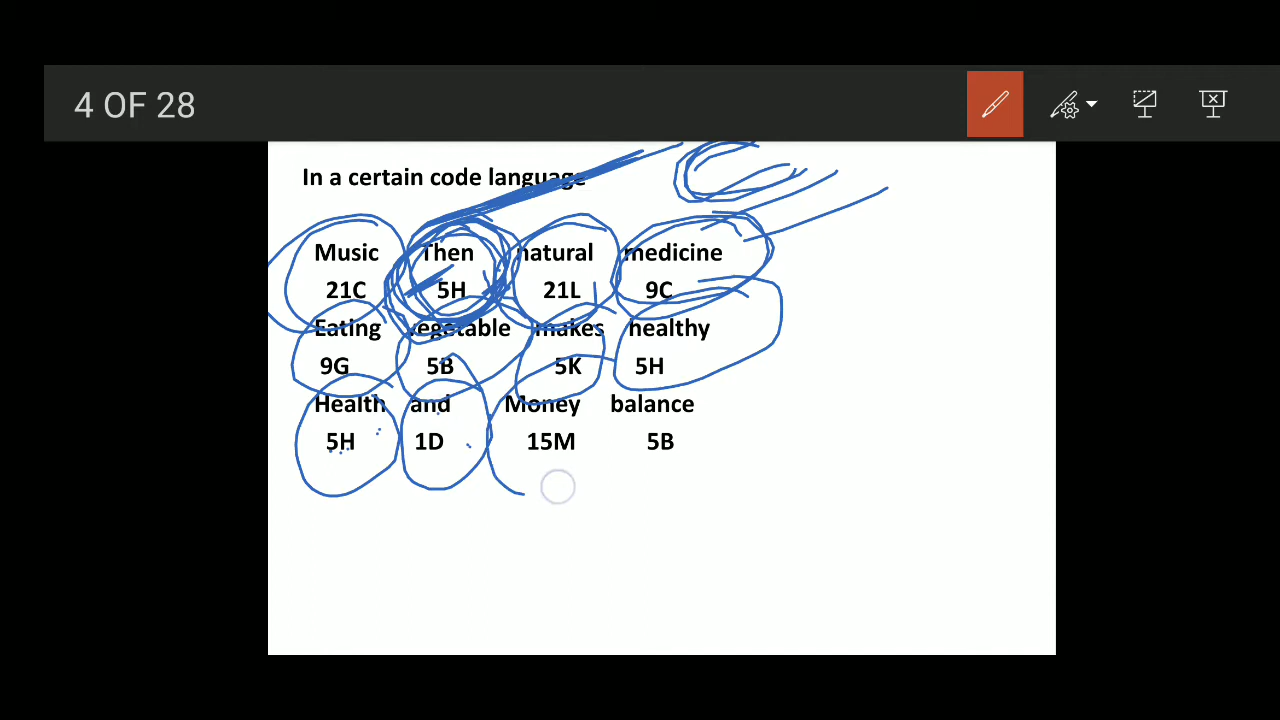 4 OF 28
In a certain code language
Music Then natural medicine
21C 5H 21L 9C
Eating vegetable makes healthy
9G 5B 5K 5H
Health and Money balance
5H 1D 15M 5B